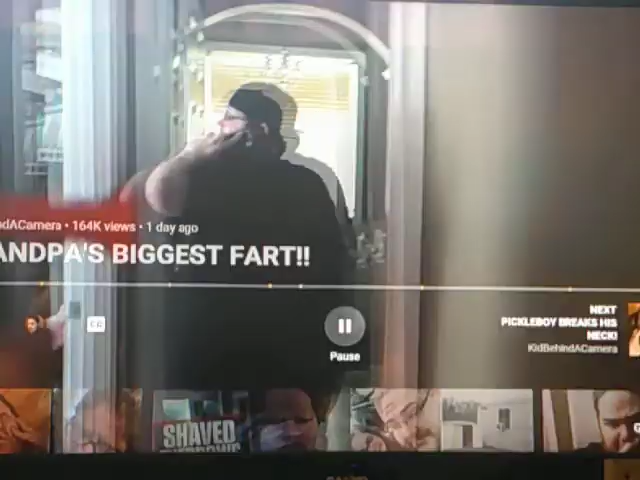 ndACamera • 164K views • 1 day ago
ANDPA'S BIGGEST FART!!
CC
Pause
NEXT
PICKLEBOY BREAKS HIS
NECK!
KidBehindACamera
SHAVED